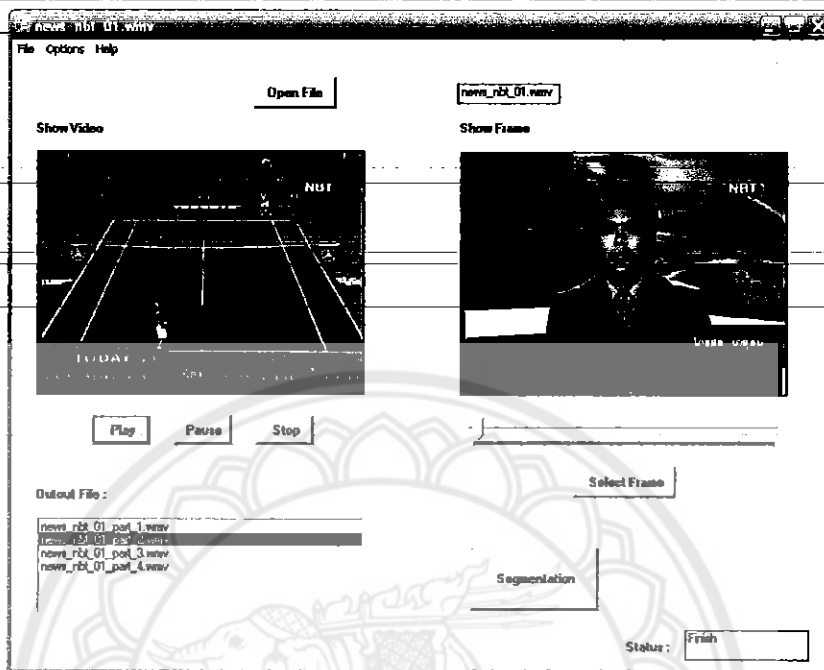 news_nbt_01.wmv
File Options Help
Open File
news_nbt_01.wmv
Show Video
Show Frame
NBT
NBT
TODAY
Play
Pause
Stop
Select Frame
Output File :
news_nbt_01_part_1.wmv
news_nbt_01_part_2.wmv
news_nbt_01_part_3.wmv
news_nbt_01_part_4.wmv
Segmentation
Status :
Finish